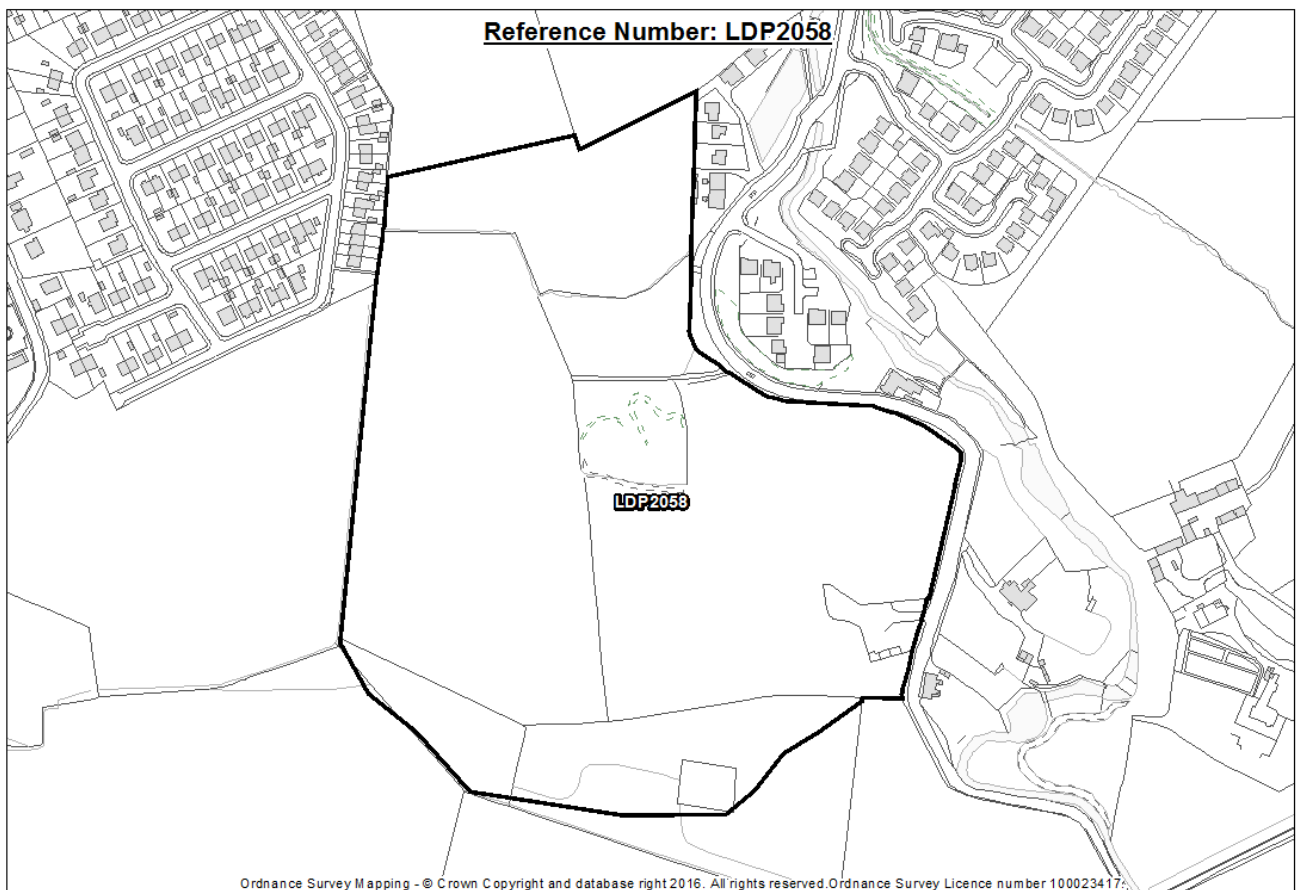 Reference Number: LDP2058
LDP2058
Ordnance Survey Mapping - © Crown Copyright and database right 2016. All rights reserved.Ordnance Survey Licence number 100023417.